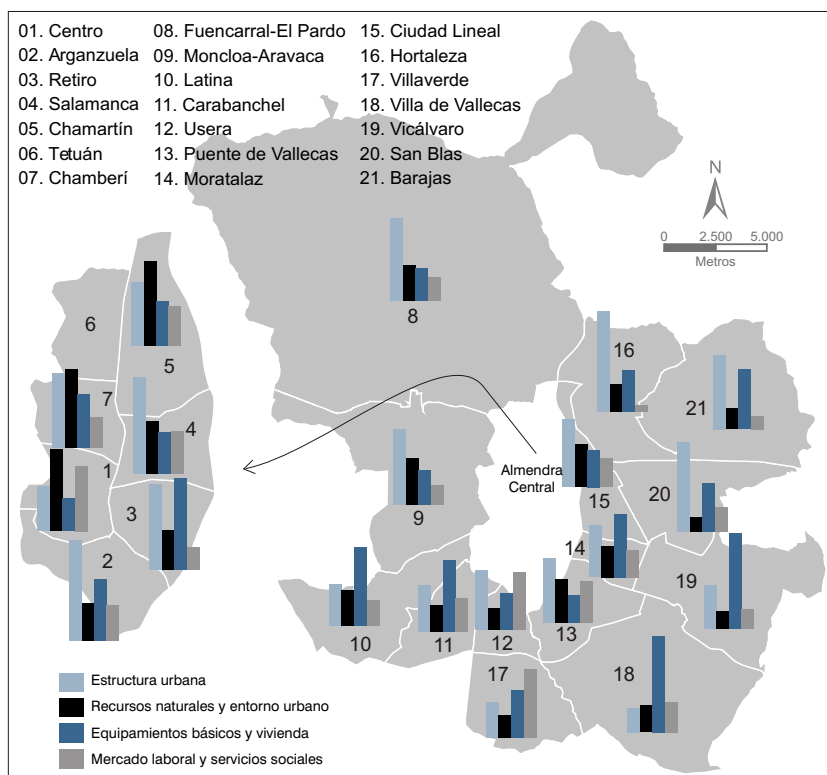 01. Centro
02. Arganzuela
03. Retiro
04. Salamanca
05. Chamartín
06. Tetuán
07. Chamberí
08. Fuencarral-El Pardo
09. Moncloa-Aravaca
10. Latina
11. Carabanchel
12. Usera
13. Puente de Vallecas
14. Moratalaz
15. Ciudad Lineal
16. Hortaleza
17. Villaverde
18. Villa de Vallecas
19. Vicálvaro
20. San Blas
21. Barajas
N
0 2.500 5.000
Metros
8
6
5
7
4
1
3
2
16
21
Almendra
Central
15
20
9
14
19
10
11
12
13
17
18
Estructura urbana
Recursos naturales y entorno urbano
Equipamientos básicos y vivienda
Mercado laboral y servicios sociales